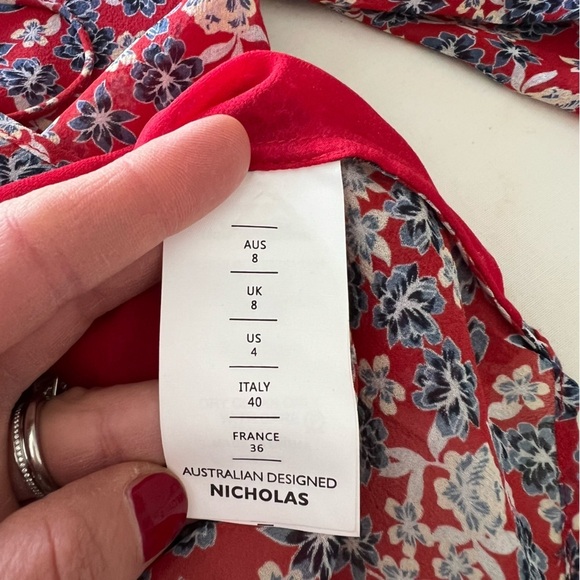 AUS
8
UK
8
US
4
ITALY
40
FRANCE
36
AUSTRALIAN DESIGNED
NICHOLAS